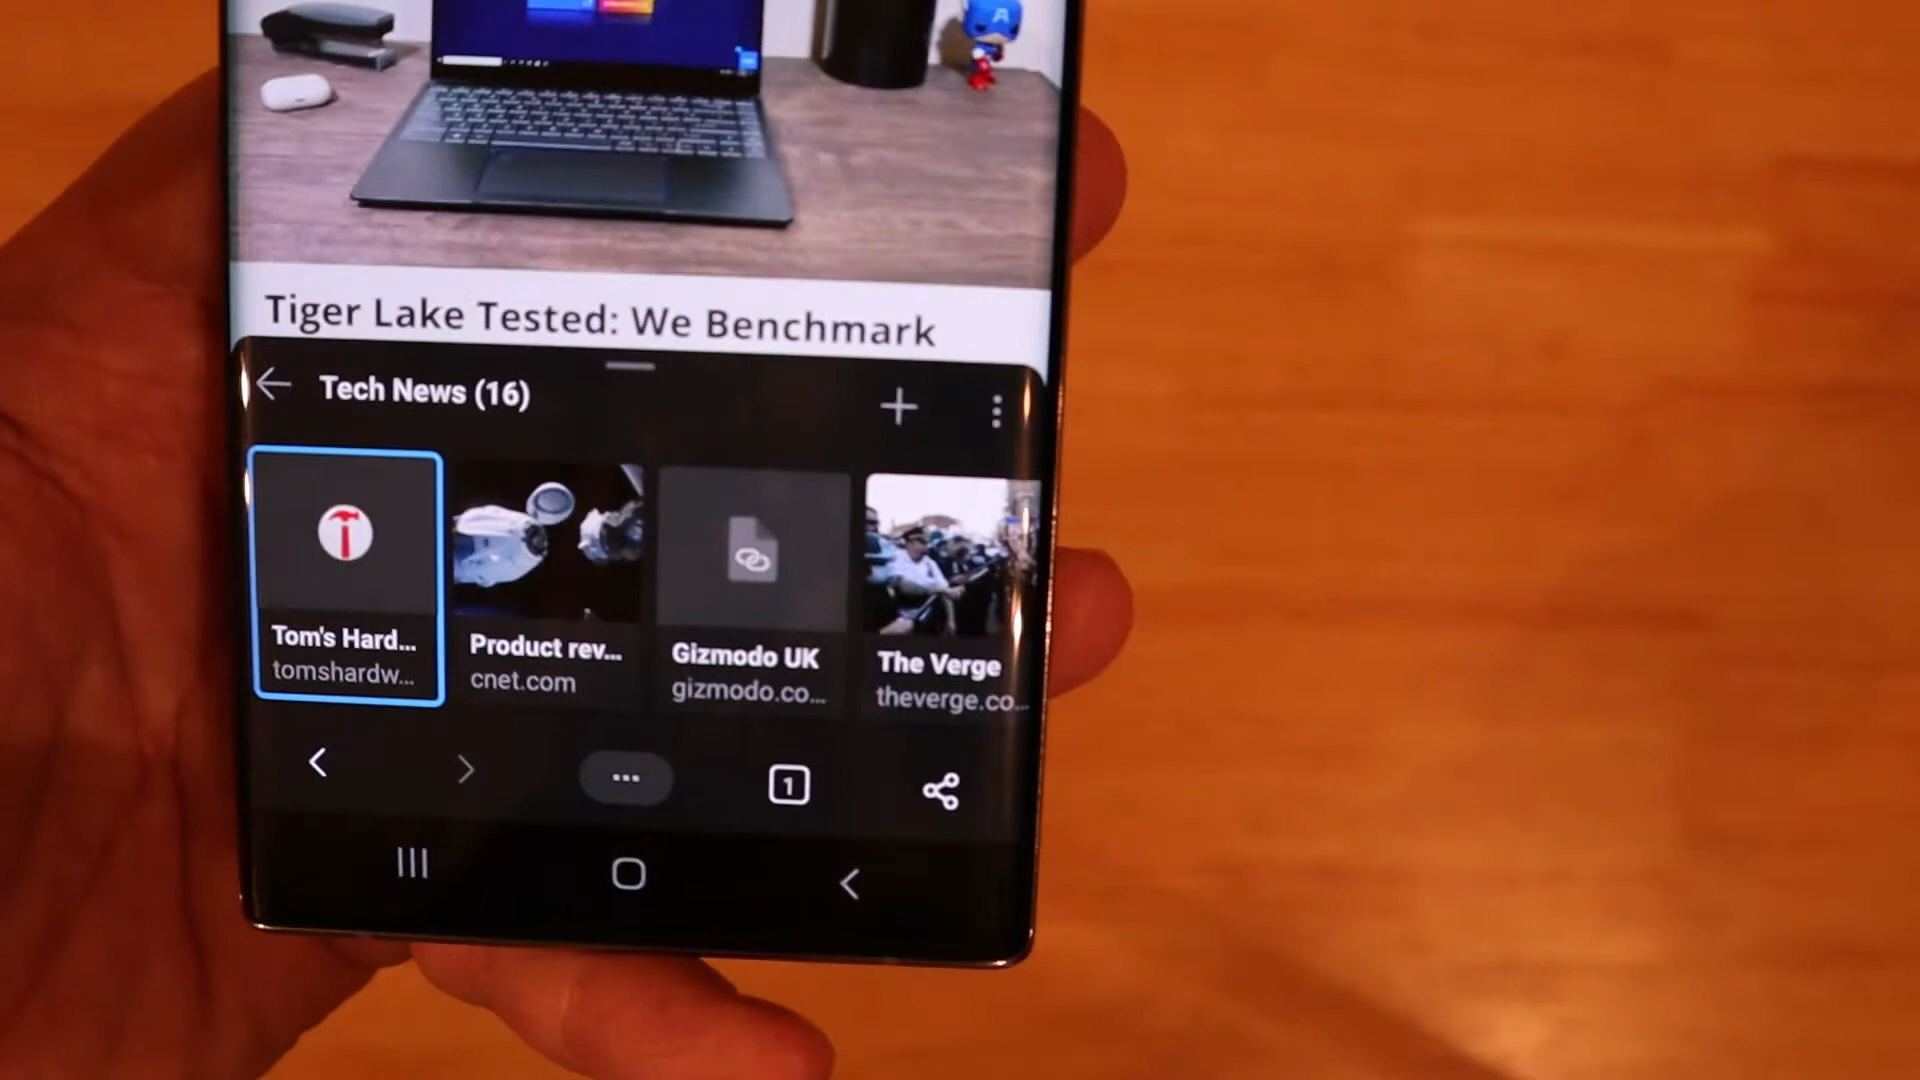 Tiger Lake Tested: We Benchmark
Tech News (16)
Tom's Hard...
tomshardw...
Product rev...
cnet.com
Gizmodo UK
gizmodo.co...
The Verge
theverge.co...
1